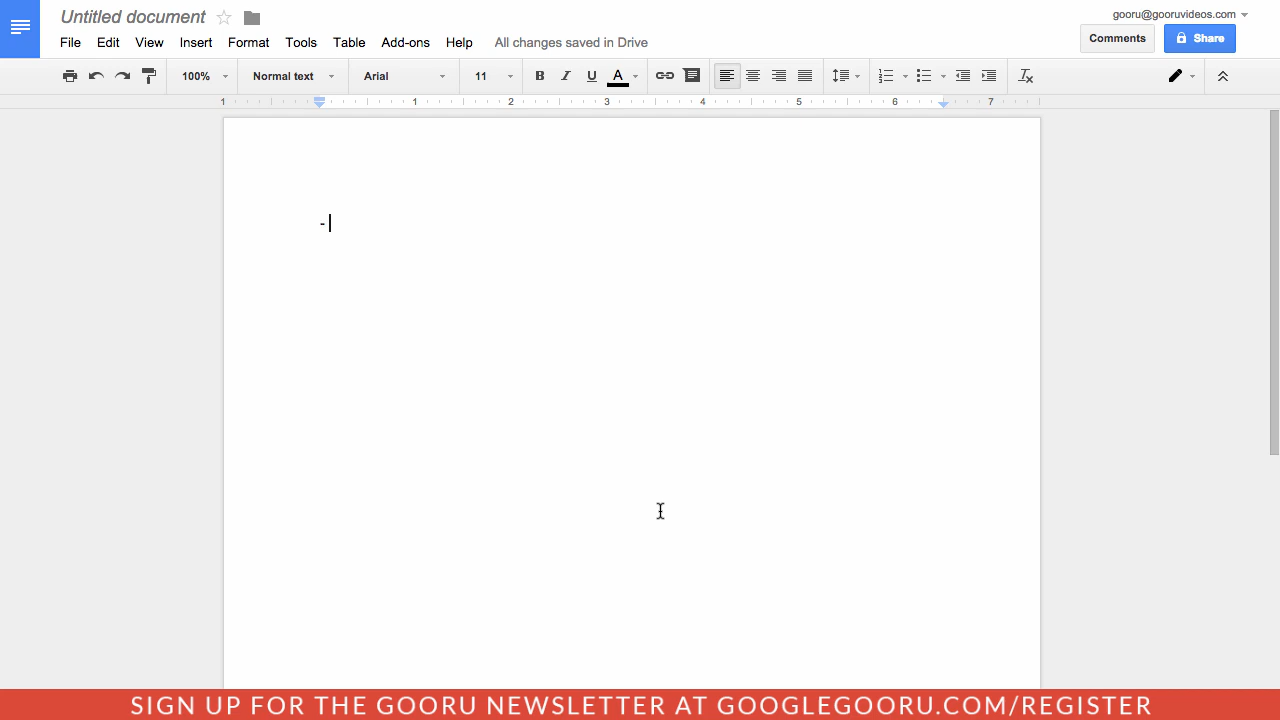 Untitled document
gooru@gooruvideos.com
File Edit View Insert Format Tools Table Add-ons Help All changes saved in Drive
Comments Share
100% Normal text Arial 11 B I U A
1 1 2 3 4 5 6 7
-
SIGN UP FOR THE GOORU NEWSLETTER AT GOOGLEGOORU.COM/REGISTER